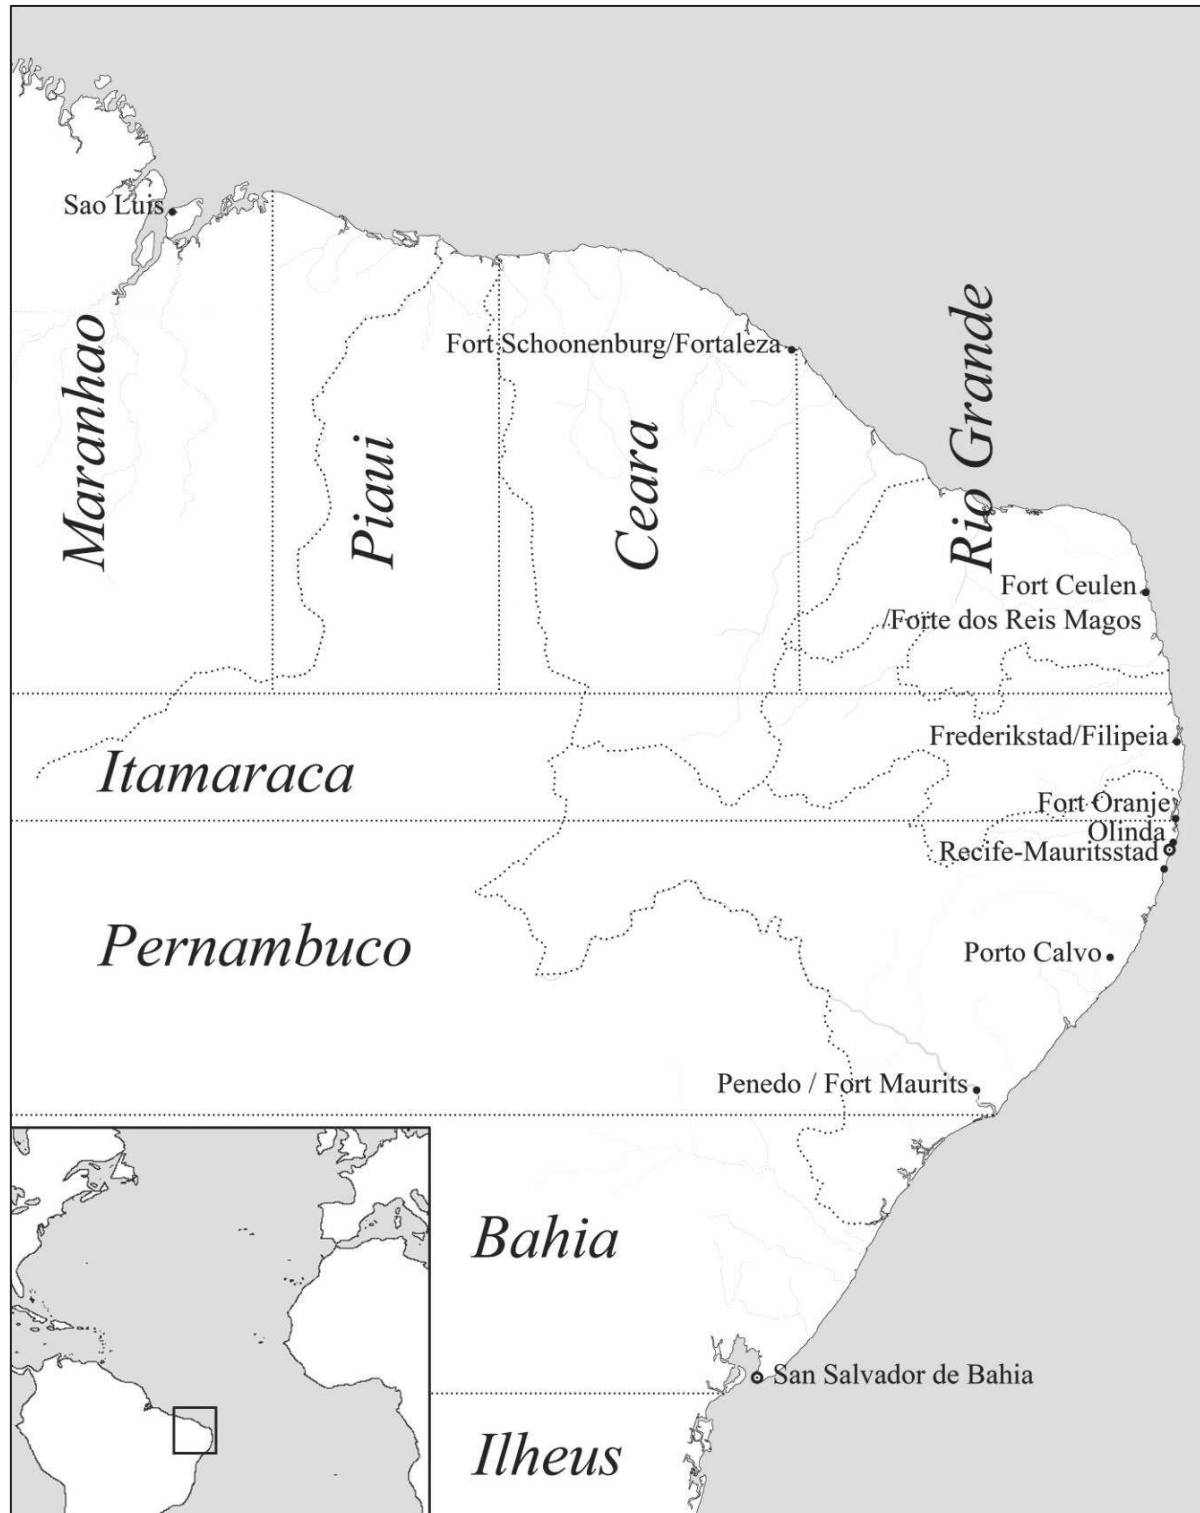 Sao Luis
Maranhao
Piaui
Fort Schoonenburg/Fortaleza
Ceara
Rio Grande
Fort Ceulen
/Forte dos Reis Magos
Frederikstad/Filipeia
Itamaraca
Fort Oranje
Olinda
Recife-Mauritsstad
Pernambuco
Porto Calvo
Penedo / Fort Maurits
Bahia
San Salvador de Bahia
Ilheus